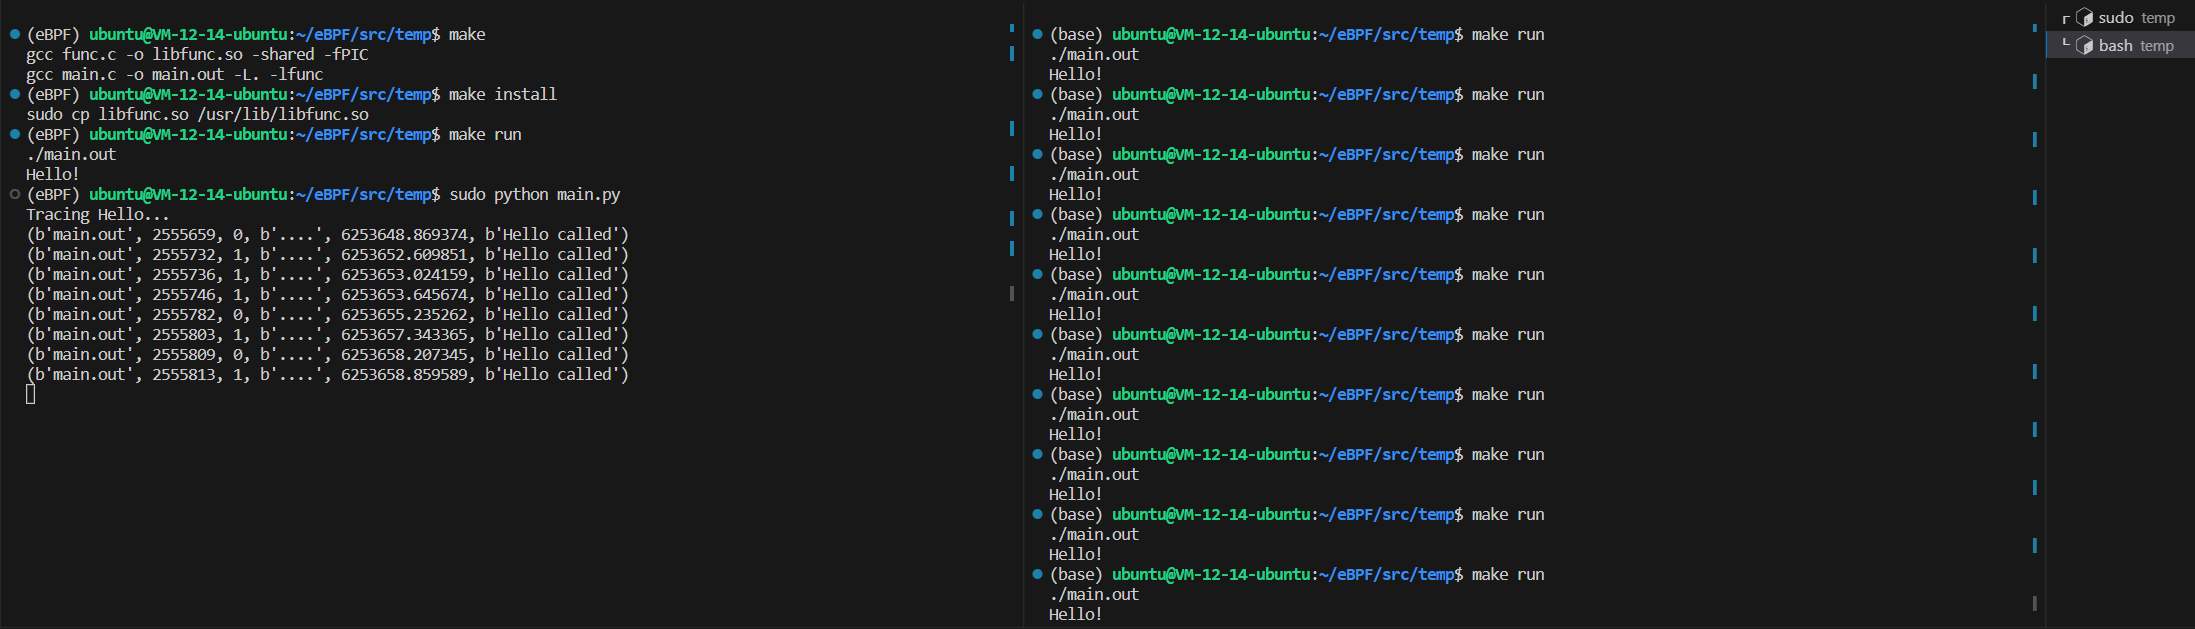 (eBPF) ubuntu@VM-12-14-ubuntu:~/eBPF/src/temp$ make
gcc func.c -o libfunc.so -shared -fPIC
gcc main.c -o main.out -L. -lfunc
(eBPF) ubuntu@VM-12-14-ubuntu:~/eBPF/src/temp$ make install
sudo cp libfunc.so /usr/lib/libfunc.so
(eBPF) ubuntu@VM-12-14-ubuntu:~/eBPF/src/temp$ make run
./main.out
Hello!
(eBPF) ubuntu@VM-12-14-ubuntu:~/eBPF/src/temp$ sudo python main.py
Tracing Hello...
(b'main.out', 2555659, 0, b'....', 6253648.869374, b'Hello called')
(b'main.out', 2555732, 1, b'....', 6253652.609851, b'Hello called')
(b'main.out', 2555736, 1, b'....', 6253653.024159, b'Hello called')
(b'main.out', 2555746, 1, b'....', 6253653.645674, b'Hello called')
(b'main.out', 2555782, 0, b'....', 6253655.235262, b'Hello called')
(b'main.out', 2555803, 1, b'....', 6253657.343365, b'Hello called')
(b'main.out', 2555809, 0, b'....', 6253658.207345, b'Hello called')
(b'main.out', 2555813, 1, b'....', 6253658.859589, b'Hello called')
(base) ubuntu@VM-12-14-ubuntu:~/eBPF/src/temp$ make run
./main.out
Hello!
(base) ubuntu@VM-12-14-ubuntu:~/eBPF/src/temp$ make run
./main.out
Hello!
(base) ubuntu@VM-12-14-ubuntu:~/eBPF/src/temp$ make run
./main.out
Hello!
(base) ubuntu@VM-12-14-ubuntu:~/eBPF/src/temp$ make run
./main.out
Hello!
(base) ubuntu@VM-12-14-ubuntu:~/eBPF/src/temp$ make run
./main.out
Hello!
(base) ubuntu@VM-12-14-ubuntu:~/eBPF/src/temp$ make run
./main.out
Hello!
(base) ubuntu@VM-12-14-ubuntu:~/eBPF/src/temp$ make run
./main.out
Hello!
(base) ubuntu@VM-12-14-ubuntu:~/eBPF/src/temp$ make run
./main.out
Hello!
(base) ubuntu@VM-12-14-ubuntu:~/eBPF/src/temp$ make run
./main.out
Hello!
(base) ubuntu@VM-12-14-ubuntu:~/eBPF/src/temp$ make run
./main.out
Hello!
sudo temp
bash temp